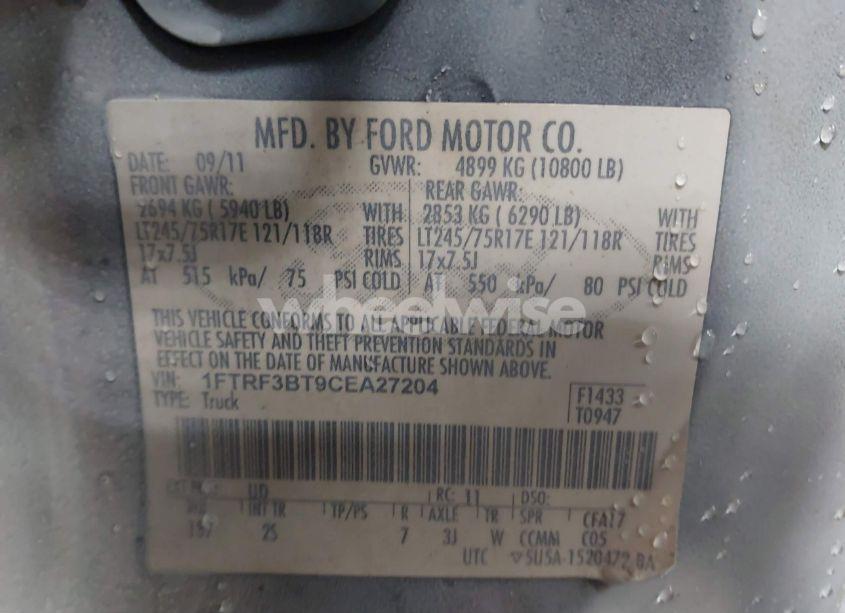 MFD. BY FORD MOTOR CO.
DATE: 09/11 GVWR: 4899 KG (10800 LB)
FRONT GAWR: REAR GAWR:
2694 KG ( 5940 LB) WITH 2853 KG ( 6290 LB) WITH
LT245/75R17E 121/118R TIRES LT245/75R17E 121/118R TIRES
17x7.5J RIMS 17x7.5J RIMS
AT 515 kPa/ 75 PSI COLD AT 550 kPa/ 80 PSI COLD
wheelwise
THIS VEHICLE CONFORMS TO ALL APPLICABLE FEDERAL MOTOR
VEHICLE SAFETY AND THEFT PREVENTION STANDARDS IN
EFFECT ON THE DATE OF MANUFACTURE SHOWN ABOVE.
VIN: 1FTRF3BT9CEA27204 F1433
TYPE: Truck T0947
UD RC: 11 DSO:
INT TR TP/PS R AXLE TR SPR CFA17
137 2S 7 3J W CCMM C05
UTC ▽5U5A-1520472